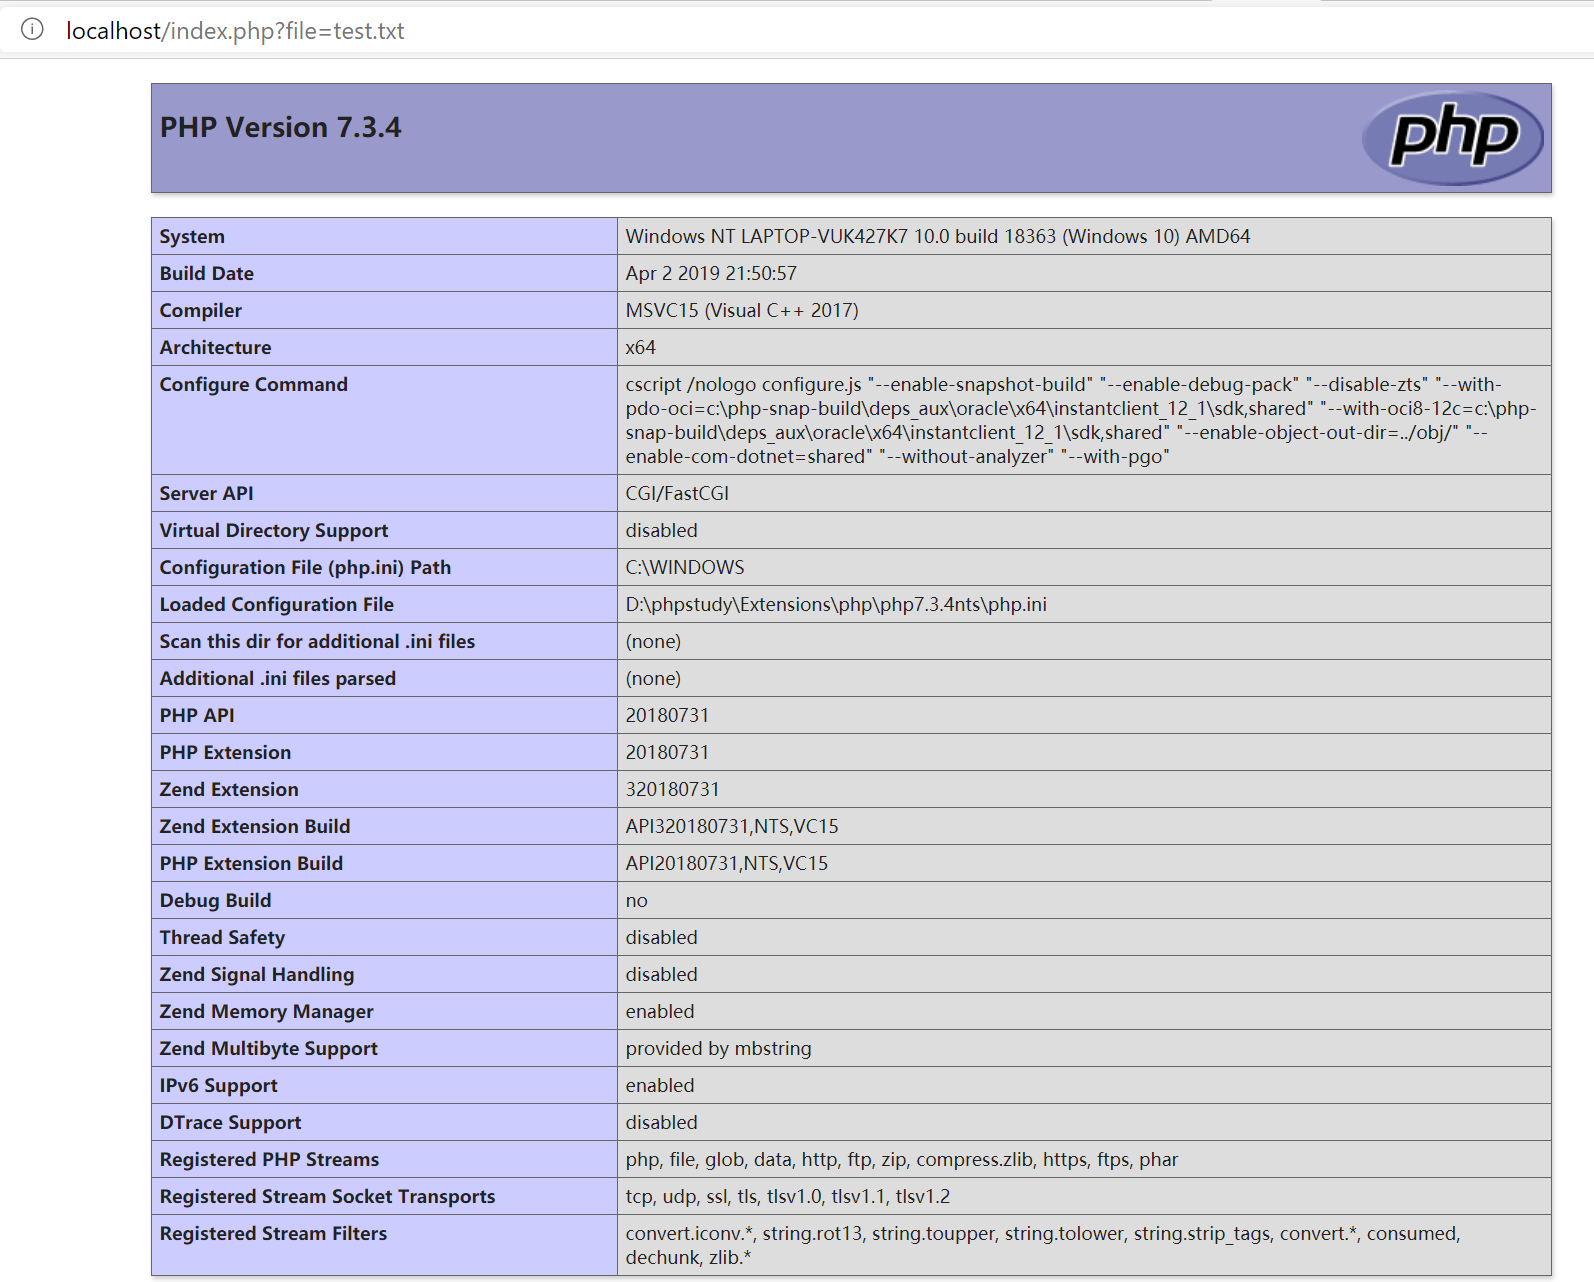 localhost/index.php?file=test.txt
PHP Version 7.3.4
php
System Windows NT LAPTOP-VUK427K7 10.0 build 18363 (Windows 10) AMD64
Build Date Apr 2 2019 21:50:57
Compiler MSVC15 (Visual C++ 2017)
Architecture x64
Configure Command cscript /nologo configure.js "--enable-snapshot-build" "--enable-debug-pack" "--disable-zts" "--with-
pdo-oci=c:\php-snap-build\deps_aux\oracle\x64\instantclient_12_1\sdk,shared" "--with-oci8-12c=c:\php-
snap-build\deps_aux\oracle\x64\instantclient_12_1\sdk,shared" "--enable-object-out-dir=../obj/" "--
enable-com-dotnet=shared" "--without-analyzer" "--with-pgo"
Server API CGI/FastCGI
Virtual Directory Support disabled
Configuration File (php.ini) Path C:\WINDOWS
Loaded Configuration File D:\phpstudy\Extensions\php\php7.3.4nts\php.ini
Scan this dir for additional .ini files (none)
Additional .ini files parsed (none)
PHP API 20180731
PHP Extension 20180731
Zend Extension 320180731
Zend Extension Build API320180731,NTS,VC15
PHP Extension Build API20180731,NTS,VC15
Debug Build no
Thread Safety disabled
Zend Signal Handling disabled
Zend Memory Manager enabled
Zend Multibyte Support provided by mbstring
IPv6 Support enabled
DTrace Support disabled
Registered PHP Streams php, file, glob, data, http, ftp, zip, compress.zlib, https, ftps, phar
Registered Stream Socket Transports tcp, udp, ssl, tls, tlsv1.0, tlsv1.1, tlsv1.2
Registered Stream Filters convert.iconv.*, string.rot13, string.toupper, string.tolower, string.strip_tags, convert.*, consumed,
dechunk, zlib.*